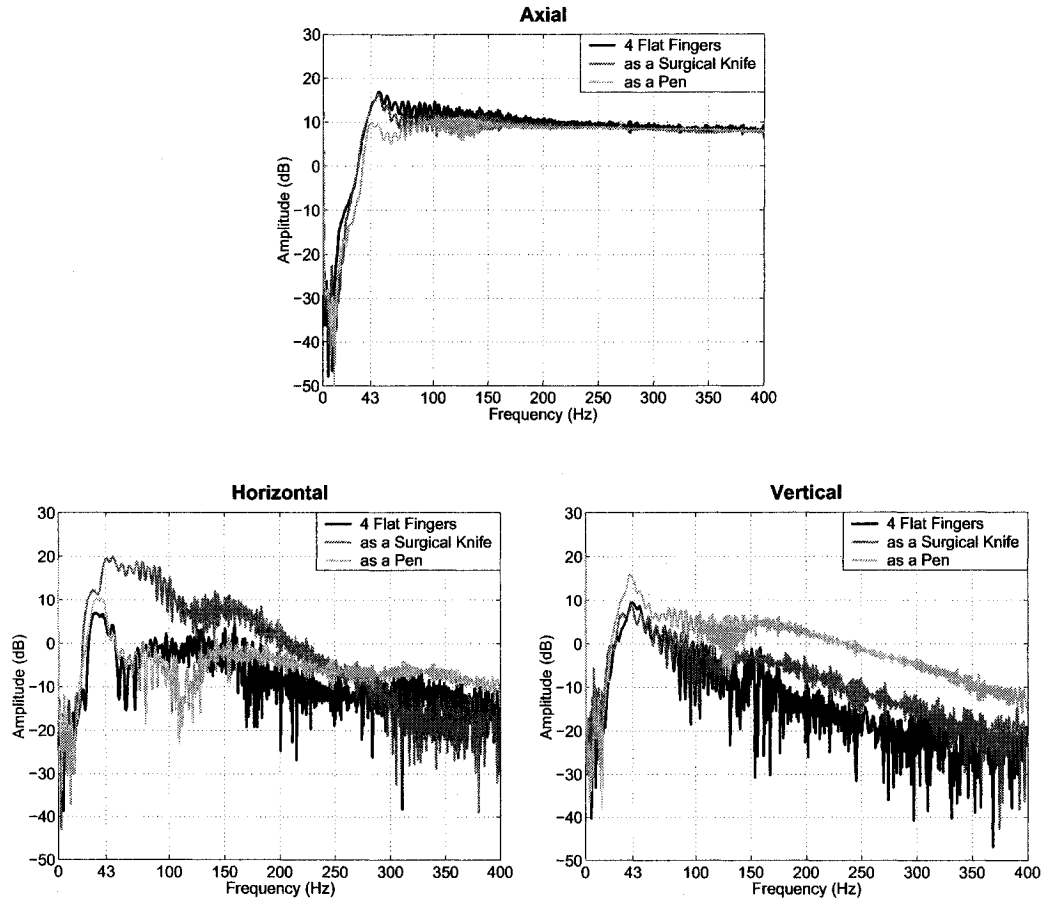 Axial
Amplitude (dB)
30
20
10
0
−10
−20
−30
−40
−50
4 Flat Fingers
as a Surgical Knife
as a Pen
0 43 100 150 200 250 300 350 400
Frequency (Hz)
Horizontal
Amplitude (dB)
30
20
10
0
−10
−20
−30
−40
−50
4 Flat Fingers
as a Surgical Knife
as a Pen
0 43 100 150 200 250 300 350 400
Frequency (Hz)
Vertical
Amplitude (dB)
30
20
10
0
−10
−20
−30
−40
−50
4 Flat Fingers
as a Surgical Knife
as a Pen
0 43 100 150 200 250 300 350 400
Frequency (Hz)